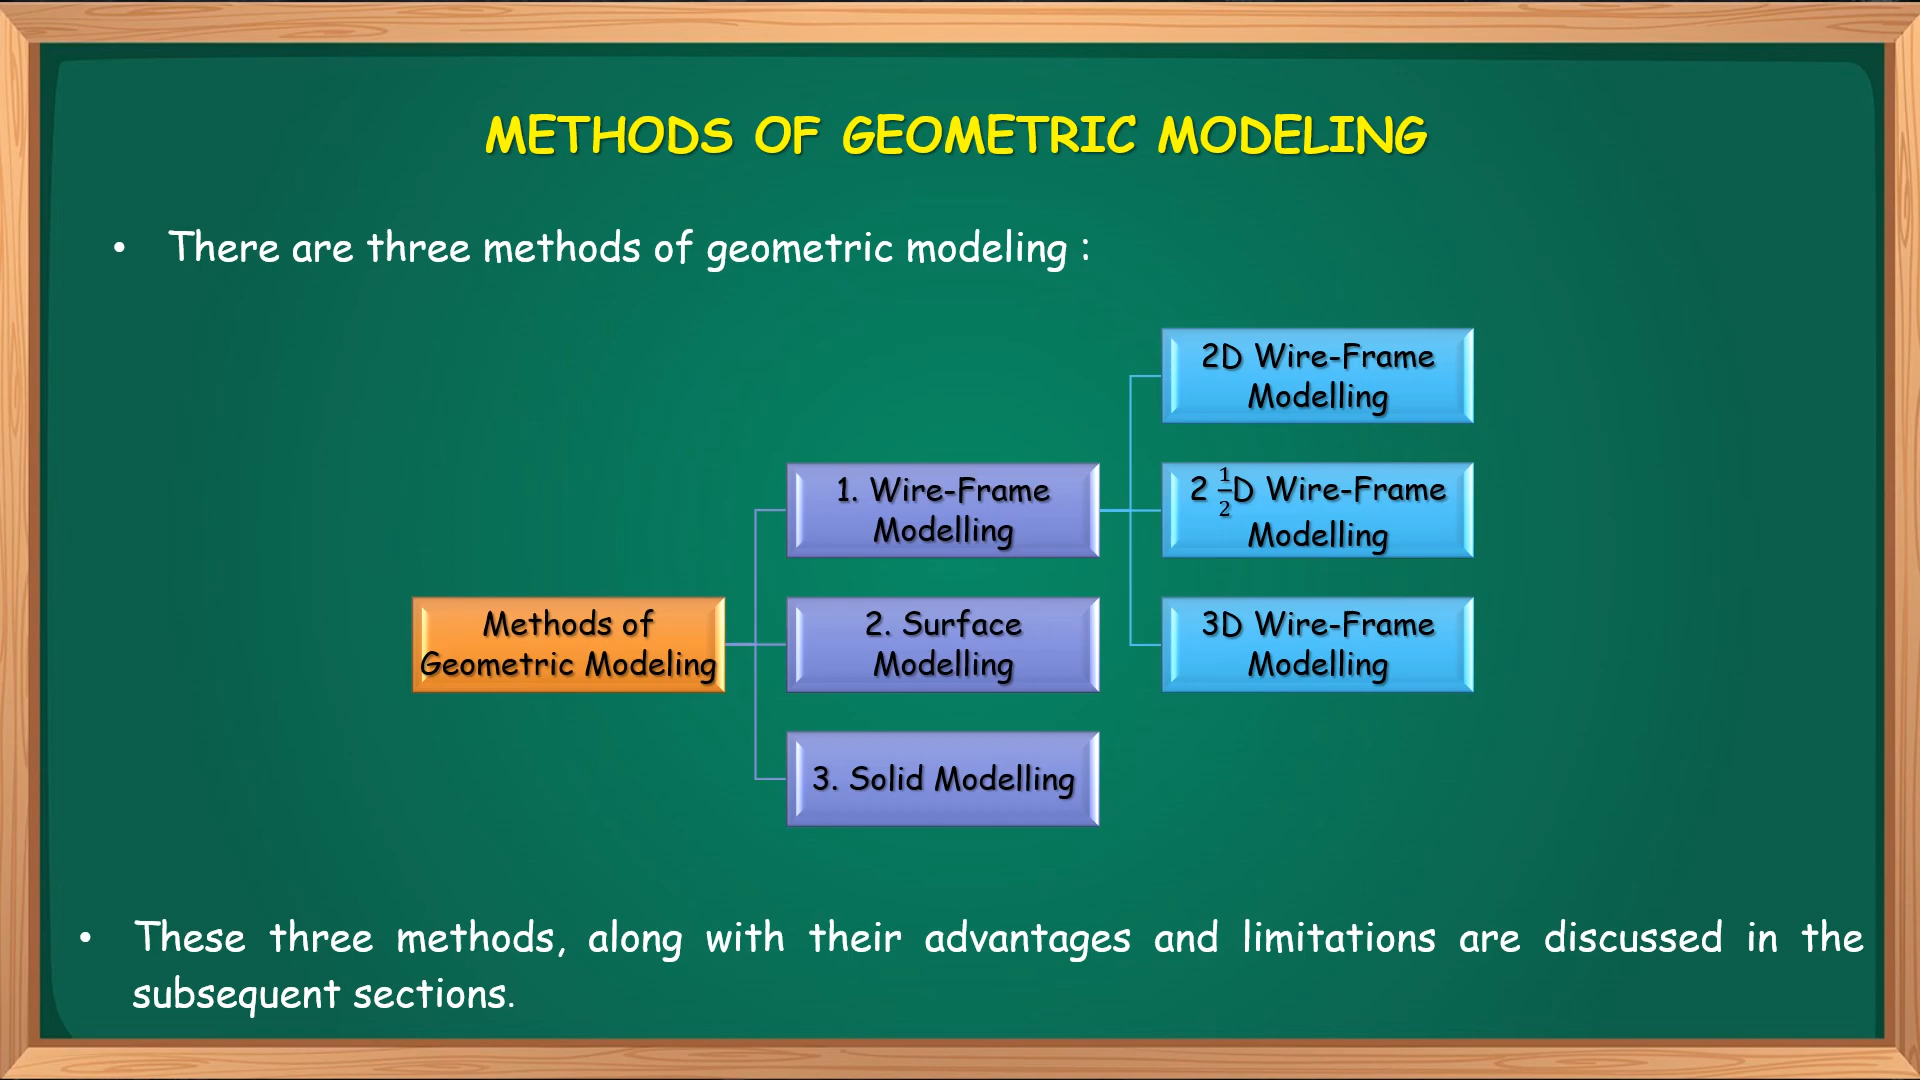 METHODS OF GEOMETRIC MODELING
• There are three methods of geometric modeling :
2D Wire-Frame
Modelling
1. Wire-Frame
Modelling
2 1/2D Wire-Frame
Modelling
Methods of
Geometric Modeling
2. Surface
Modelling
3D Wire-Frame
Modelling
3. Solid Modelling
• These three methods, along with their advantages and limitations are discussed in the
subsequent sections.